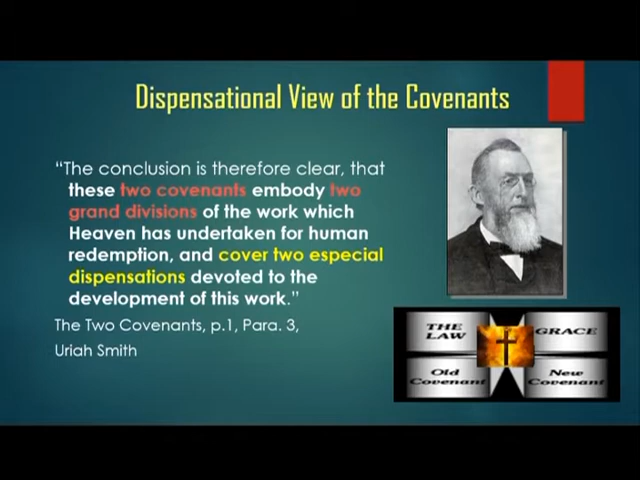 Dispensational View of the Covenants
“The conclusion is therefore clear, that
these two covenants embody two
grand divisions of the work which
Heaven has undertaken for human
redemption, and cover two especial
dispensations devoted to the
development of this work.”
The Two Covenants, p.1, Para. 3,
Uriah Smith
THE
LAW
GRACE
Old
Covenant
New
Covenant